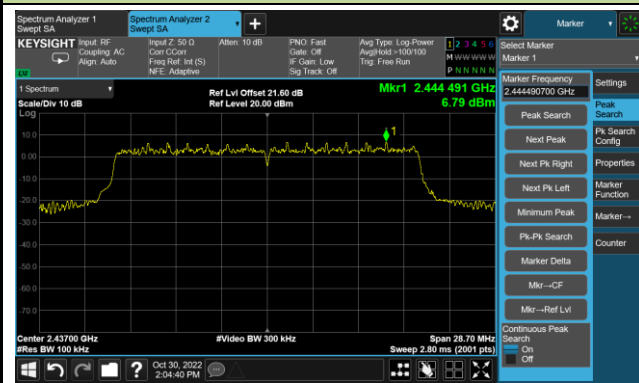 Spectrum Analyzer 1
Swept SA
Spectrum Analyzer 2
Swept SA
Marker
KEYSIGHT
Input: RF
Coupling: AC
Align: Auto
Input Z: 50 Ω
Corr CCorr
Freq Ref: Int (S)
NFE: Adaptive
Atten: 10 dB
PNO: Fast
Gate: Off
IF Gain: Low
Sig Track: Off
Avg Type: Log-Power
Avg|Hold:>100/100
Trig: Free Run
1 2 3 4 5 6
M W W W W W
P N N N N N
Select Marker
Marker 1
1 Spectrum
Scale/Div 10 dB
Log
Ref Lvl Offset 21.60 dB
Ref Level 20.00 dBm
Mkr1 2.444 491 GHz
6.79 dBm
10.0
0.00
-10.0
-20.0
-30.0
-40.0
-50.0
-60.0
-70.0
1
Center 2.43700 GHz
#Res BW 100 kHz
#Video BW 300 kHz
Span 28.70 MHz
Sweep 2.80 ms (2001 pts)
Marker Frequency
2.444490700 GHz
Peak Search
Next Peak
Next Pk Right
Next Pk Left
Minimum Peak
Pk-Pk Search
Marker Delta
Mkr→CF
Mkr→Ref Lvl
Continuous Peak
Search
On
Off
Settings
Peak
Search
Pk Search
Config
Properties
Marker
Function
Marker→
Counter
?
Oct 30, 2022
2:04:40 PM